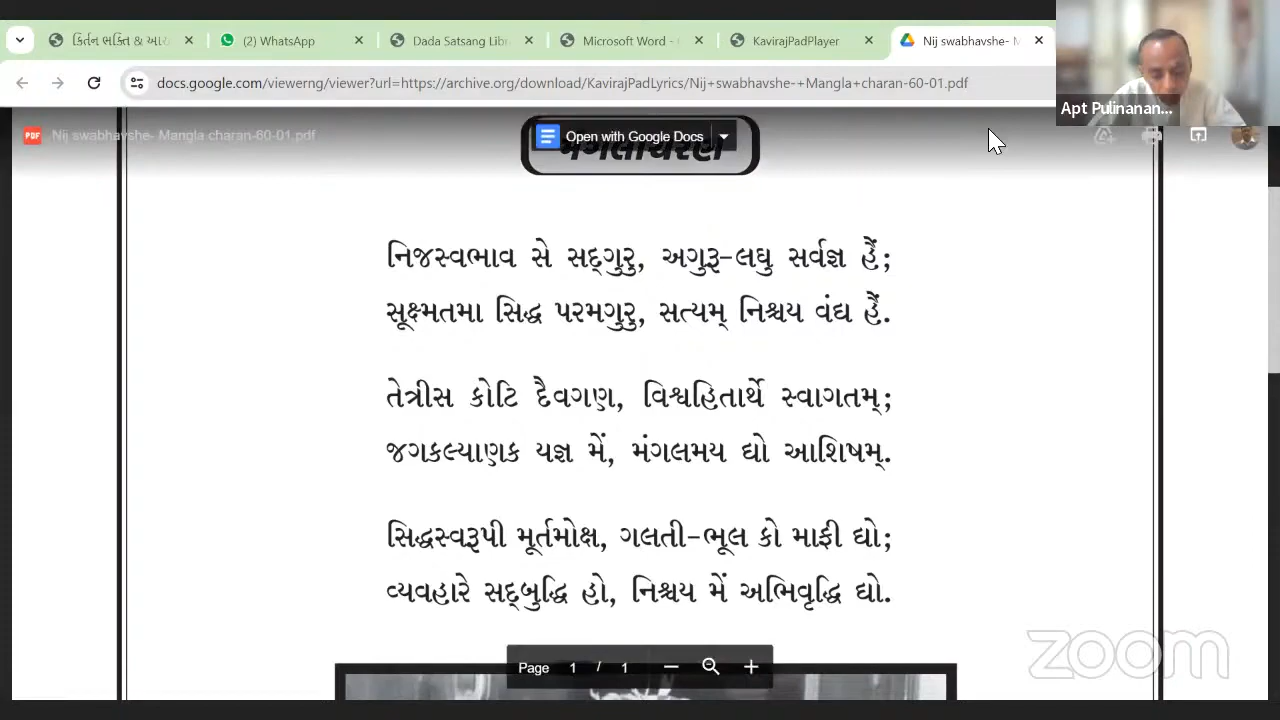 કિર્તન ભક્તિ & આચ
(2) WhatsApp
Dada Satsang Libr
Microsoft Word -
KavirajPadPlayer
Nij swabhavshe- M
docs.google.com/viewerng/viewer?url=https://archive.org/download/KavirajPadLyrics/Nij+swabhavshe-+Mangla+charan-60-01.pdf
Apt Pulinanan...
PDF
Nij swabhavshe- Mangla charan-60-01.pdf
Open with Google Docs
મંગલાચરણ
નિજસ્વભાવ સે સદ્‌ગુરુ, અગુરૂ-લઘુ સર્વજ્ઞ હૈં;
સૂક્ષ્મતમા સિદ્ધ પરમગુરુ, સત્યમ્ નિશ્ચય વંદ્ય હૈં.
તેત્રીસ કોટિ દૈવગણ, વિશ્વહિતાર્થે સ્વાગતમ્;
જગકલ્યાણક યજ્ઞ મેં, મંગલમય દ્યો આશિષમ્.
સિદ્ધસ્વરૂપી મૂર્તમોક્ષ, ગલતી-ભૂલ કો માફી દ્યો;
વ્યવહારે સદ્‌બુદ્ધિ હો, નિશ્ચય મેં અભિવૃદ્ધિ દ્યો.
Page 1 / 1
zoom